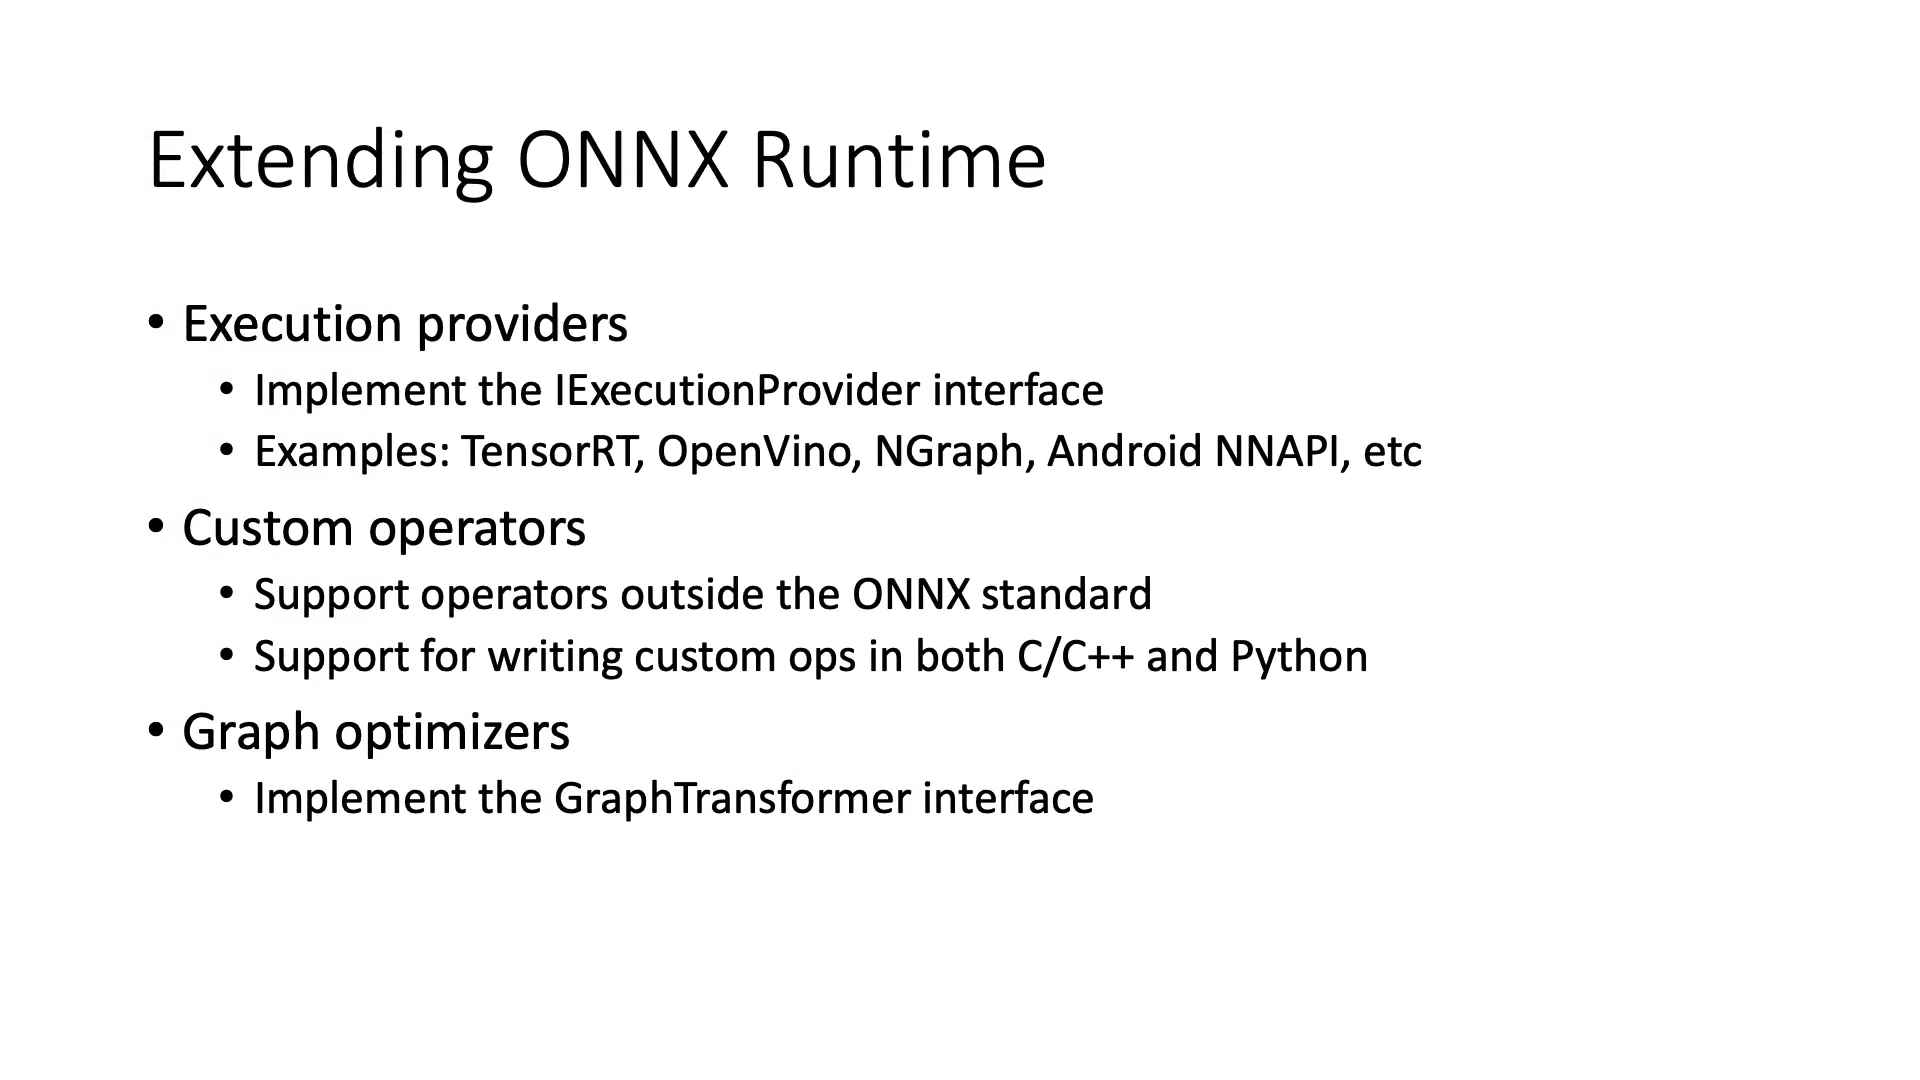 Extending ONNX Runtime
• Execution providers
• Implement the IExecutionProvider interface
• Examples: TensorRT, OpenVino, NGraph, Android NNAPI, etc
• Custom operators
• Support operators outside the ONNX standard
• Support for writing custom ops in both C/C++ and Python
• Graph optimizers
• Implement the GraphTransformer interface